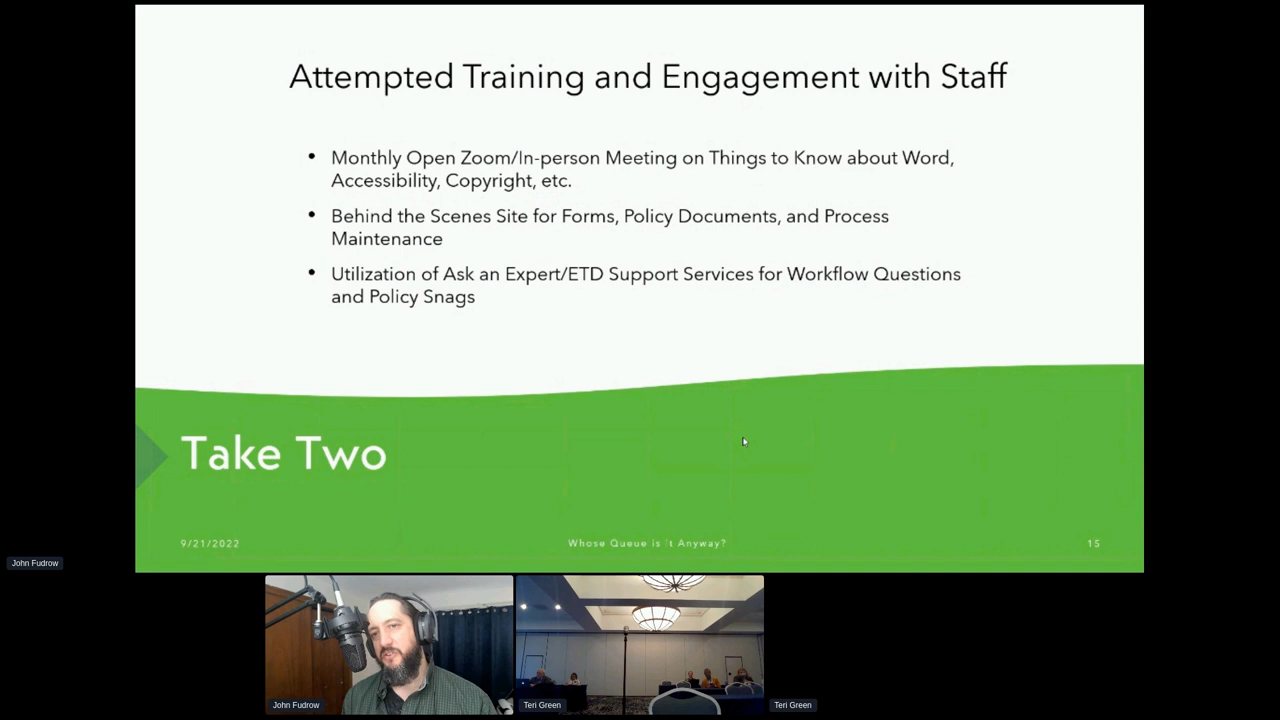 Attempted Training and Engagement with Staff
• Monthly Open Zoom/In-person Meeting on Things to Know about Word,
Accessibility, Copyright, etc.
• Behind the Scenes Site for Forms, Policy Documents, and Process
Maintenance
• Utilization of Ask an Expert/ETD Support Services for Workflow Questions
and Policy Snags
Take Two
9/21/2022
Whose Queue is it Anyway?
15
John Fudrow
John Fudrow
Teri Green
Teri Green